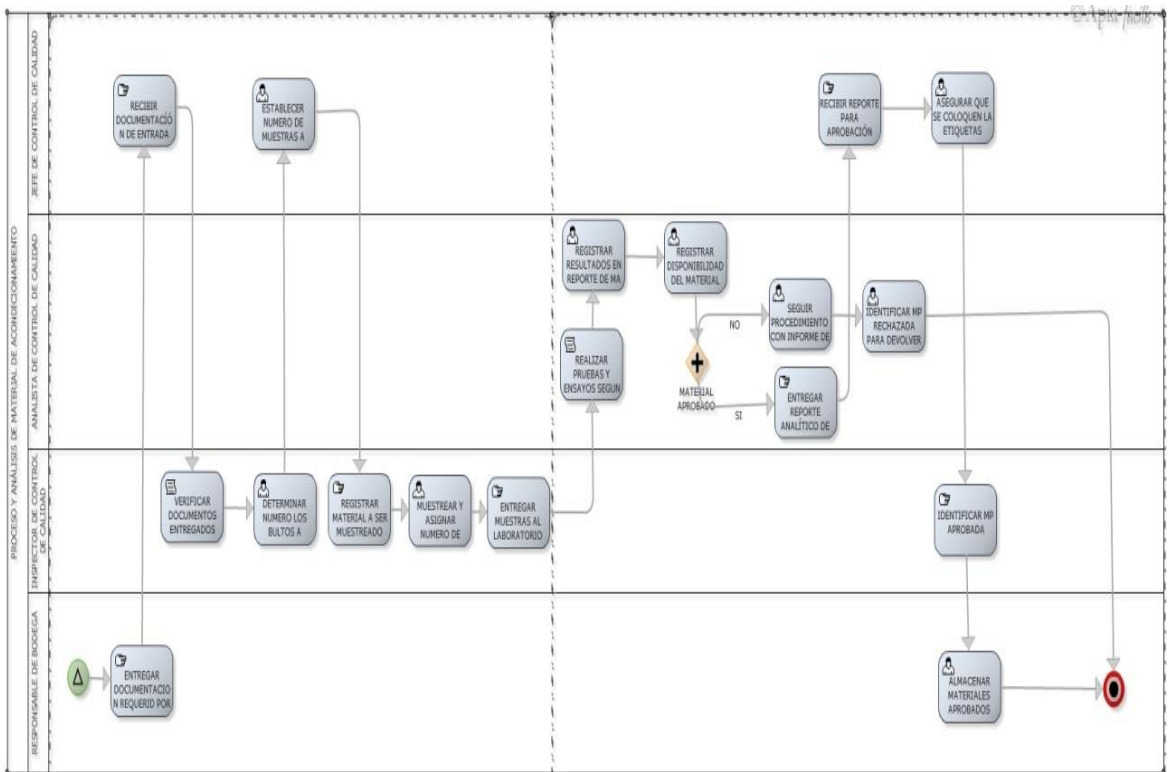 PROCESO Y ANÁLISIS DE MATERIAL DE ACONDICIONAMIENTO
JEFE DE CONTROL DE CALIDAD
RECIBIR
DOCUMENTACIÓ
N DE ENTRADA
ESTABLECER
NUMERO DE
MUESTRAS A
RECIBIR REPORTE
PARA
APROBACIÓN
ASEGURAR QUE
SE COLOQUEN LA
ETIQUETAS
ANALISTA DE CONTROL DE CALIDAD
REGISTRAR
RESULTADOS EN
REPORTE DE MA
REGISTRAR
DISPONIBILIDAD
DEL MATERIAL
REALIZAR
PRUEBAS Y
ENSAYOS SEGUN
MATERIAL
APROBADO
NO
SEGUIR
PROCEDIMIENTO
CON INFORME DE
IDENTIFICAR MP
RECHAZADA
PARA DEVOLVER
SI
ENTREGAR
REPORTE
ANALÍTICO DE
INSPECTOR DE CONTROL
DE CALIDAD
VERIFICAR
DOCUMENTOS
ENTREGADOS
DETERMINAR
NUMERO LOS
BULTOS A
REGISTRAR
MATERIAL A SER
MUESTREADO
MUESTREAR Y
ASIGNAR
NUMERO DE
ENTREGAR
MUESTRAS AL
LABORATORIO
IDENTIFICAR MP
APROBADA
RESPONSABLE DE BODEGA
ENTREGAR
DOCUMENTACIO
N REQUERID POR
ALMACENAR
MATERIALES
APROBADOS